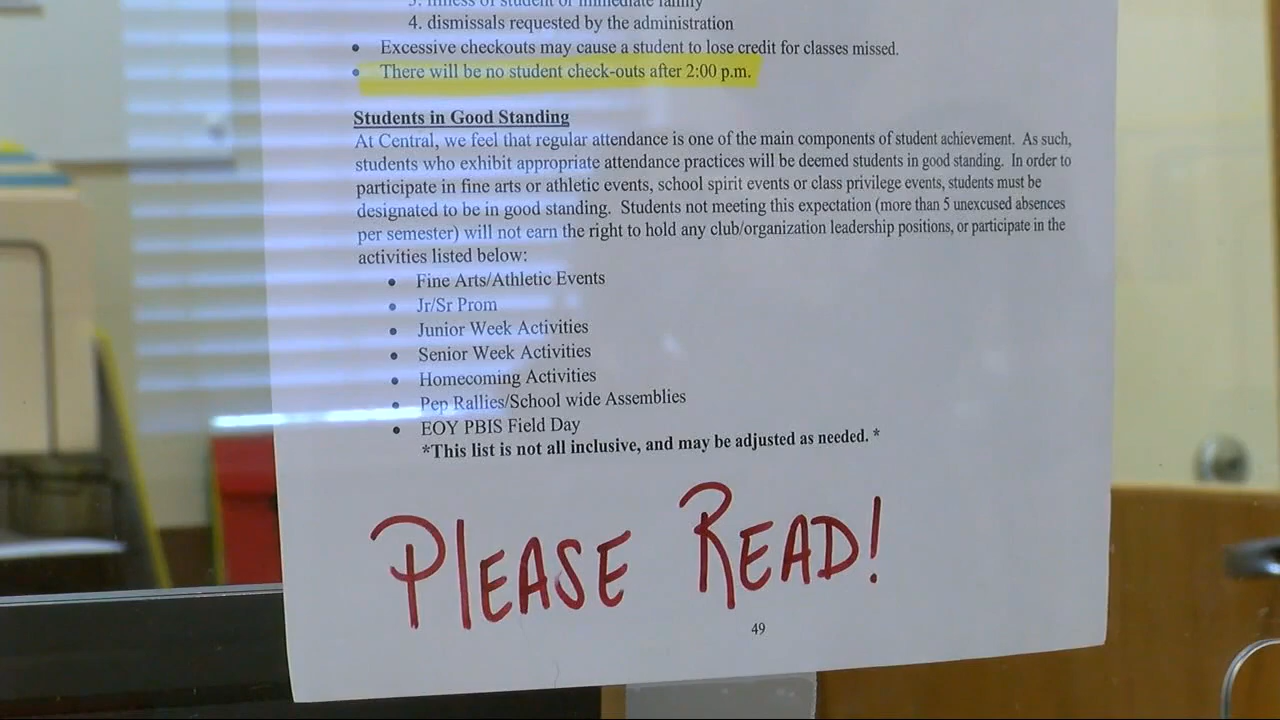 3. illness of student or immediate family
4. dismissals requested by the administration
• Excessive checkouts may cause a student to lose credit for classes missed.
• There will be no student check-outs after 2:00 p.m.
Students in Good Standing
At Central, we feel that regular attendance is one of the main components of student achievement. As such,
students who exhibit appropriate attendance practices will be deemed students in good standing. In order to
participate in fine arts or athletic events, school spirit events or class privilege events, students must be
designated to be in good standing. Students not meeting this expectation (more than 5 unexcused absences
per semester) will not earn the right to hold any club/organization leadership positions, or participate in the
activities listed below:
• Fine Arts/Athletic Events
• Jr/Sr Prom
• Junior Week Activities
• Senior Week Activities
• Homecoming Activities
• Pep Rallies/School wide Assemblies
• EOY PBIS Field Day
*This list is not all inclusive, and may be adjusted as needed. *
PLEASE READ!
49